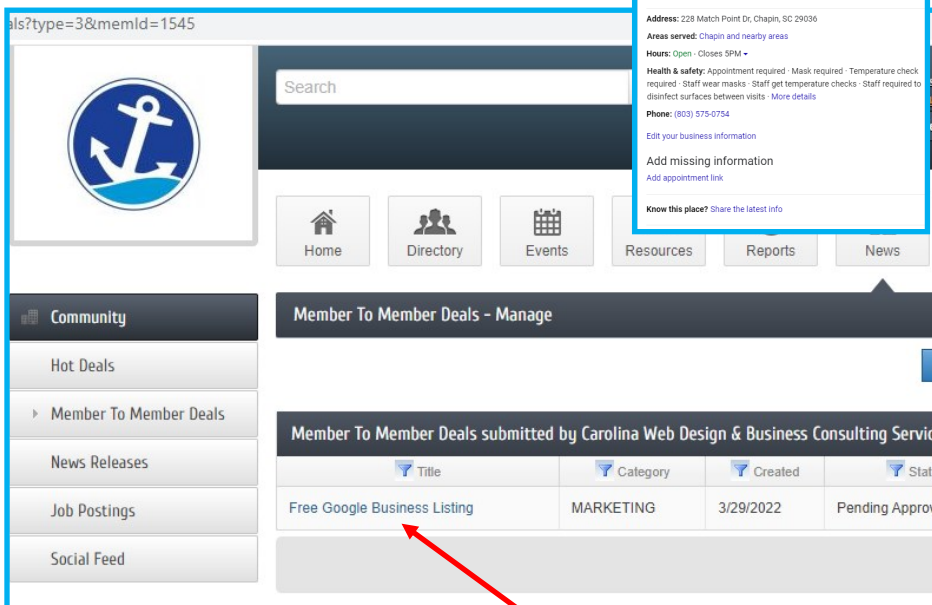 als?type=3&memId=1545
Address: 228 Match Point Dr, Chapin, SC 29036
Areas served: Chapin and nearby areas
Hours: Open · Closes 5PM
Health & safety: Appointment required · Mask required · Temperature check
required · Staff wear masks · Staff get temperature checks · Staff required to
disinfect surfaces between visits · More details
Phone: (803) 575-0754
Edit your business information
Add missing information
Add appointment link
Know this place? Share the latest info
Search
Home
Directory
Events
Resources
Reports
News
Community
Hot Deals
Member To Member Deals
News Releases
Job Postings
Social Feed
Member To Member Deals - Manage
Member To Member Deals submitted by Carolina Web Design & Business Consulting Servic
Title Category Created Stat
Free Google Business Listing MARKETING 3/29/2022 Pending Approv